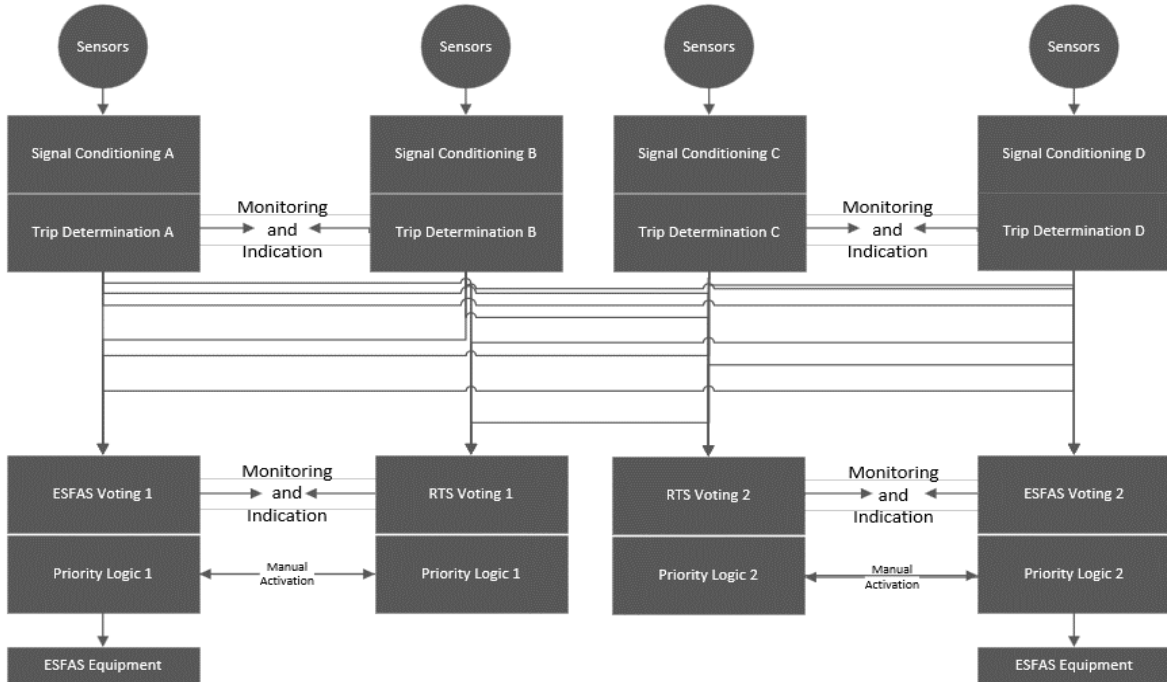 Sensors
Sensors
Sensors
Sensors
Signal Conditioning A
Signal Conditioning B
Signal Conditioning C
Signal Conditioning D
Trip Determination A
Monitoring
and
Indication
Trip Determination B
Trip Determination C
Monitoring
and
Indication
Trip Determination D
ESFAS Voting 1
Monitoring
and
Indication
RTS Voting 1
RTS Voting 2
Monitoring
and
Indication
ESFAS Voting 2
Priority Logic 1
Manual
Activation
Priority Logic 1
Priority Logic 2
Manual
Activation
Priority Logic 2
ESFAS Equipment
ESFAS Equipment